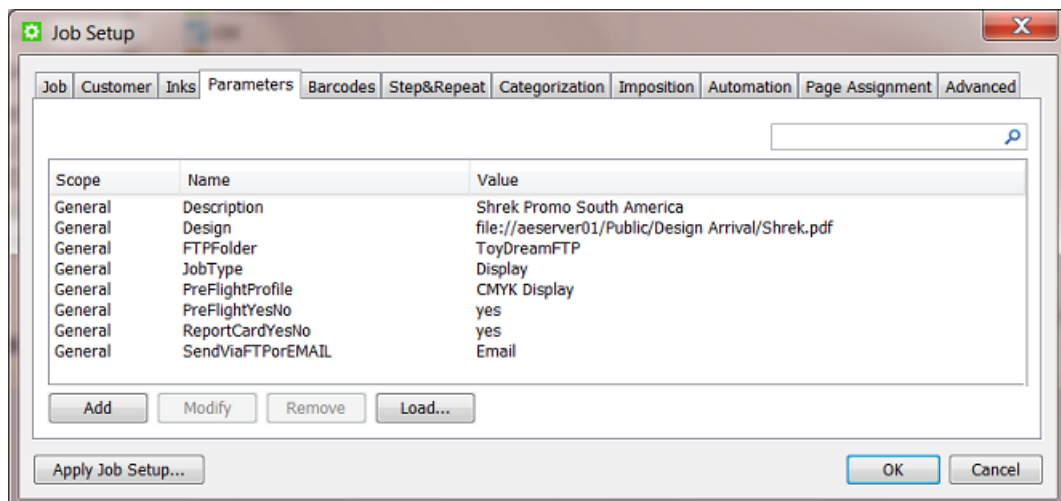 Job Setup
Job Customer Inks Parameters Barcodes Step&Repeat Categorization Imposition Automation Page Assignment Advanced
Scope Name Value
General Description Shrek Promo South America
General Design file://aeserver01/Public/Design Arrival/Shrek.pdf
General FTPFolder ToyDreamFTP
General JobType Display
General PreFlightProfile CMYK Display
General PreFlightYesNo yes
General ReportCardYesNo yes
General SendViaFTPorEMAIL Email
Add Modify Remove Load...
Apply Job Setup... OK Cancel